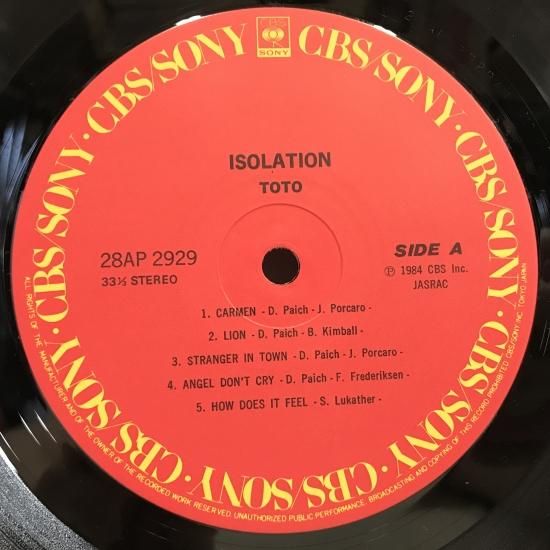 CBS/SONY · CBS/SONY · CBS/SONY · CBS/SONY · CBS/SONY · CBS/SONY · CBS/SONY · CBS/SONY
CBS
SONY
ISOLATION
TOTO
28AP 2929
33⅓ STEREO
SIDE A
Ⓟ 1984 CBS Inc.
JASRAC
1. CARMEN - D. Paich - J. Porcaro -
2. LION - D. Paich - B. Kimball -
3. STRANGER IN TOWN - D. Paich - J. Porcaro -
4. ANGEL DON'T CRY - D. Paich - F. Frederiksen -
5. HOW DOES IT FEEL - S. Lukather -
ALL RIGHTS OF THE MANUFACTURER AND OF THE OWNER OF THE RECORDED WORK RESERVED. UNAUTHORIZED PUBLIC PERFORMANCE. BROADCASTING AND COPYING OF THIS RECORD PROHIBITED. CBS/SONY INC. TOKYO JAPAN